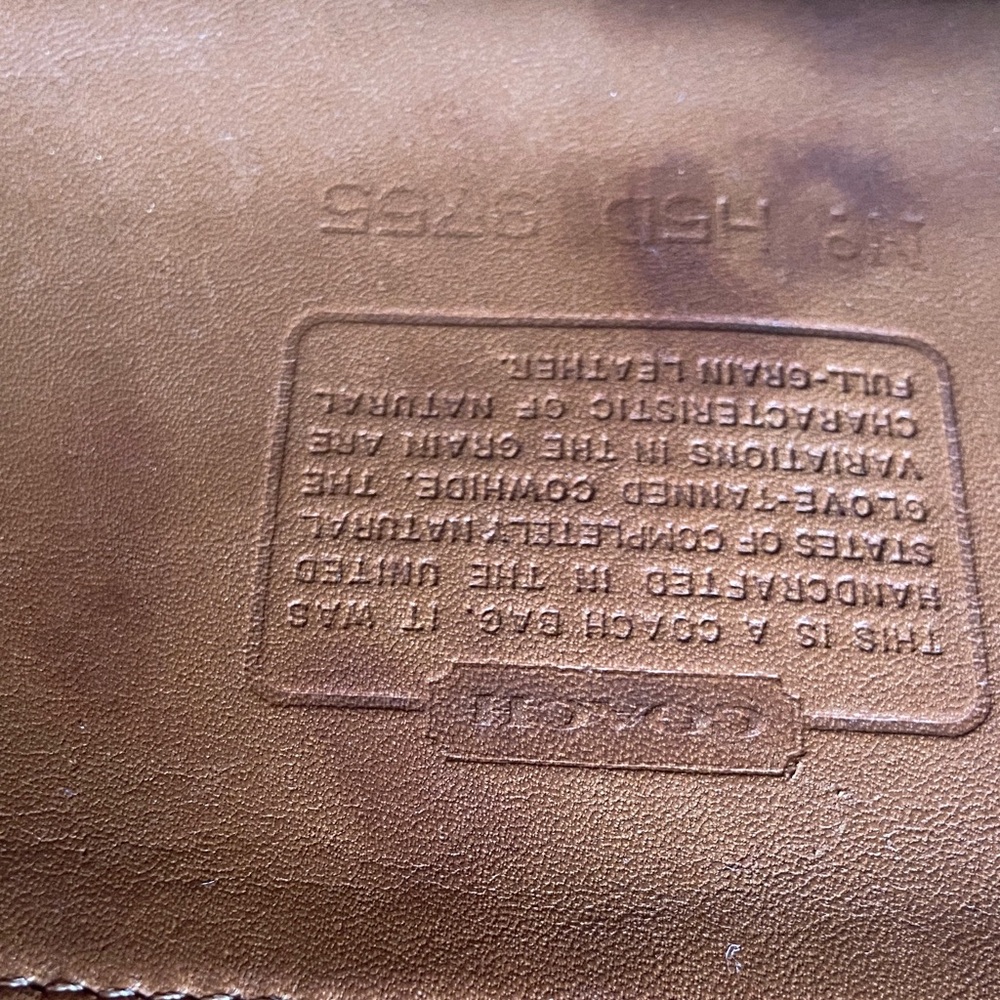 COACH
THIS IS A COACH BAG. IT WAS
HANDCRAFTED IN THE UNITED
STATES OF COMPLETELY NATURAL
GLOVE-TANNED COWHIDE. THE
VARIATIONS IN THE GRAIN ARE
CHARACTERISTIC OF NATURAL
FULL-GRAIN LEATHER.
Nº H5D 9755